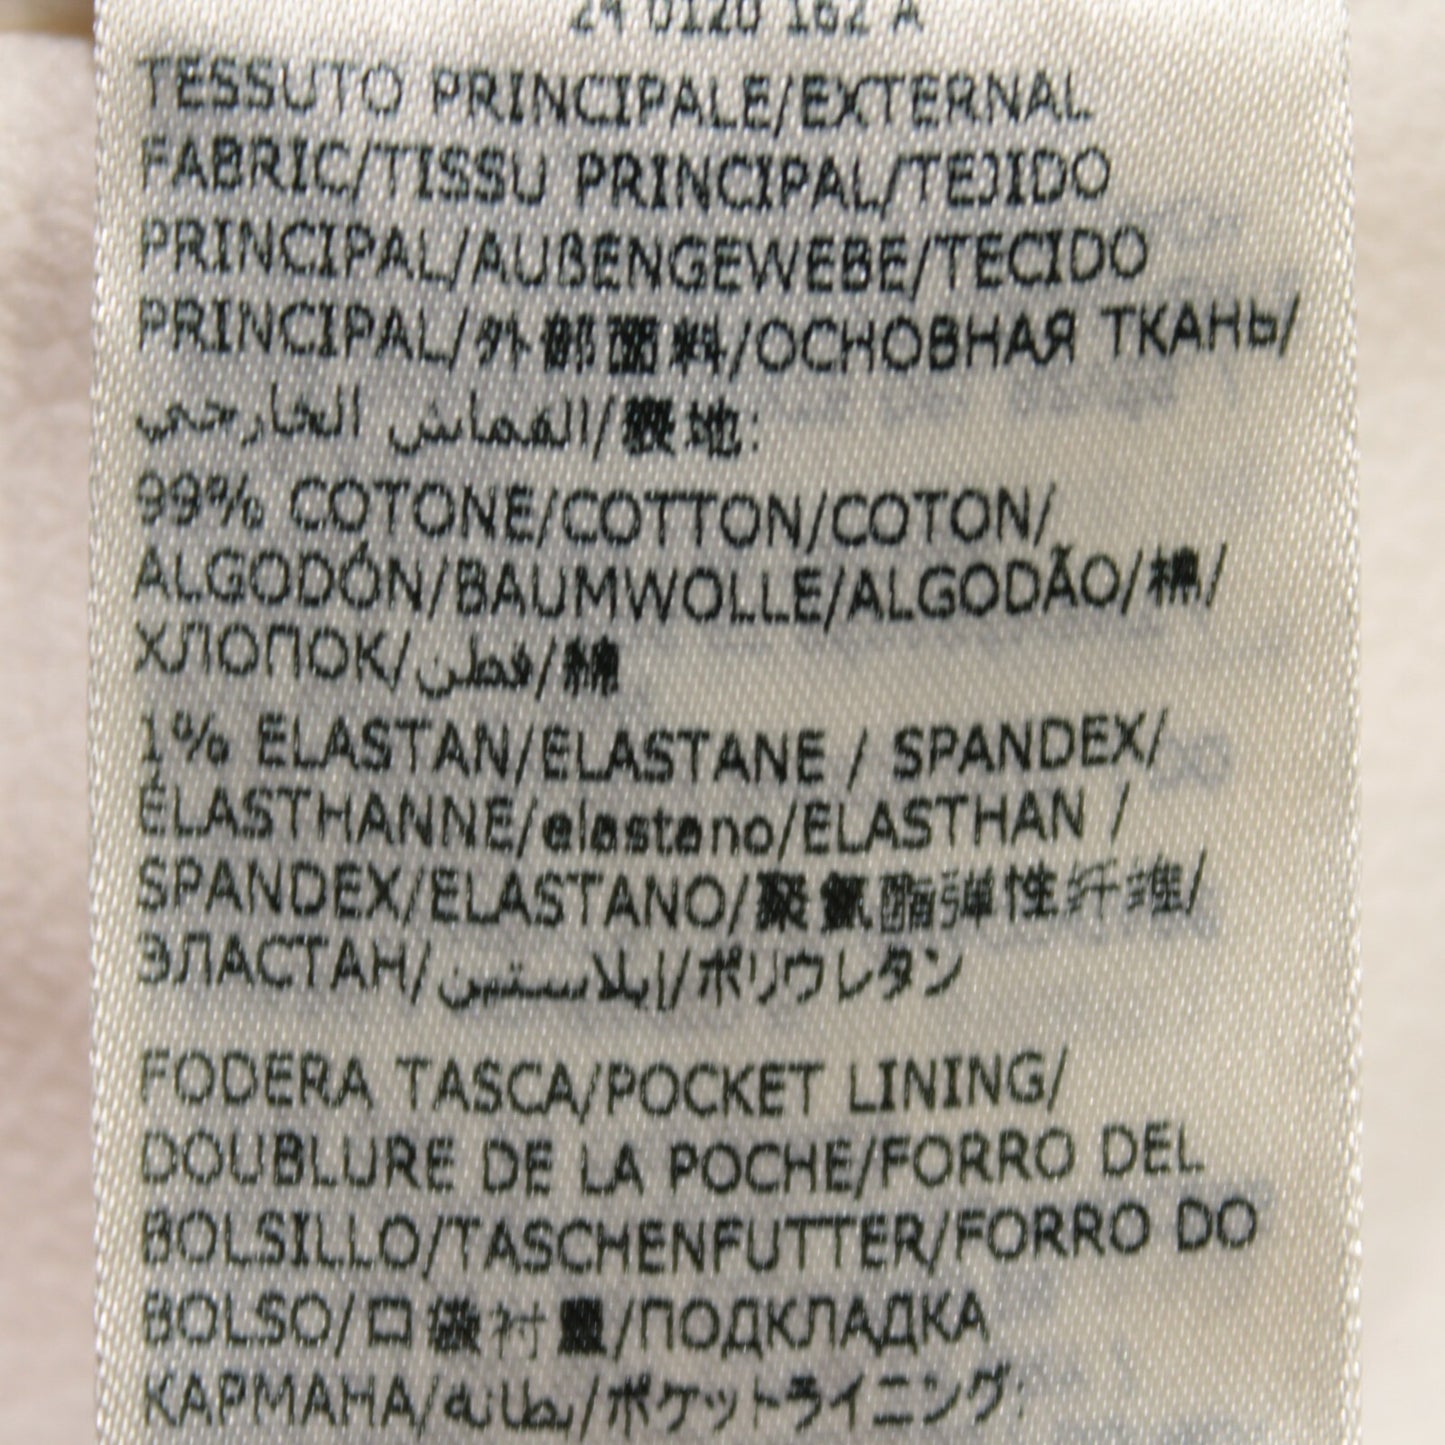 TESSUTO PRINCIPALE/EXTERNAL
FABRIC/TISSU PRINCIPAL/TEJIDO
PRINCIPAL/AUßENGEWEBE/TECIDO
PRINCIPAL/外部面料/ОСНОВНАЯ ТКАНЬ/
القماش الخارجي/表地:
99% COTONE/COTTON/COTON/
ALGODÓN/BAUMWOLLE/ALGODÃO/棉/
ХЛОПОК/قطن/綿
1% ELASTAN/ELASTANE / SPANDEX/
ÉLASTHANNE/elastano/ELASTHAN /
SPANDEX/ELASTANO/聚氨酯弹性纤维/
ЭЛАСТАН/إيلاستين/ポリウレタン
FODERA TASCA/POCKET LINING/
DOUBLURE DE LA POCHE/FORRO DEL
BOLSILLO/TASCHENFUTTER/FORRO DO
BOLSO/口袋衬里/ПОДКЛАДКА
КАРМАНА/بطانه/ポケットライニング: